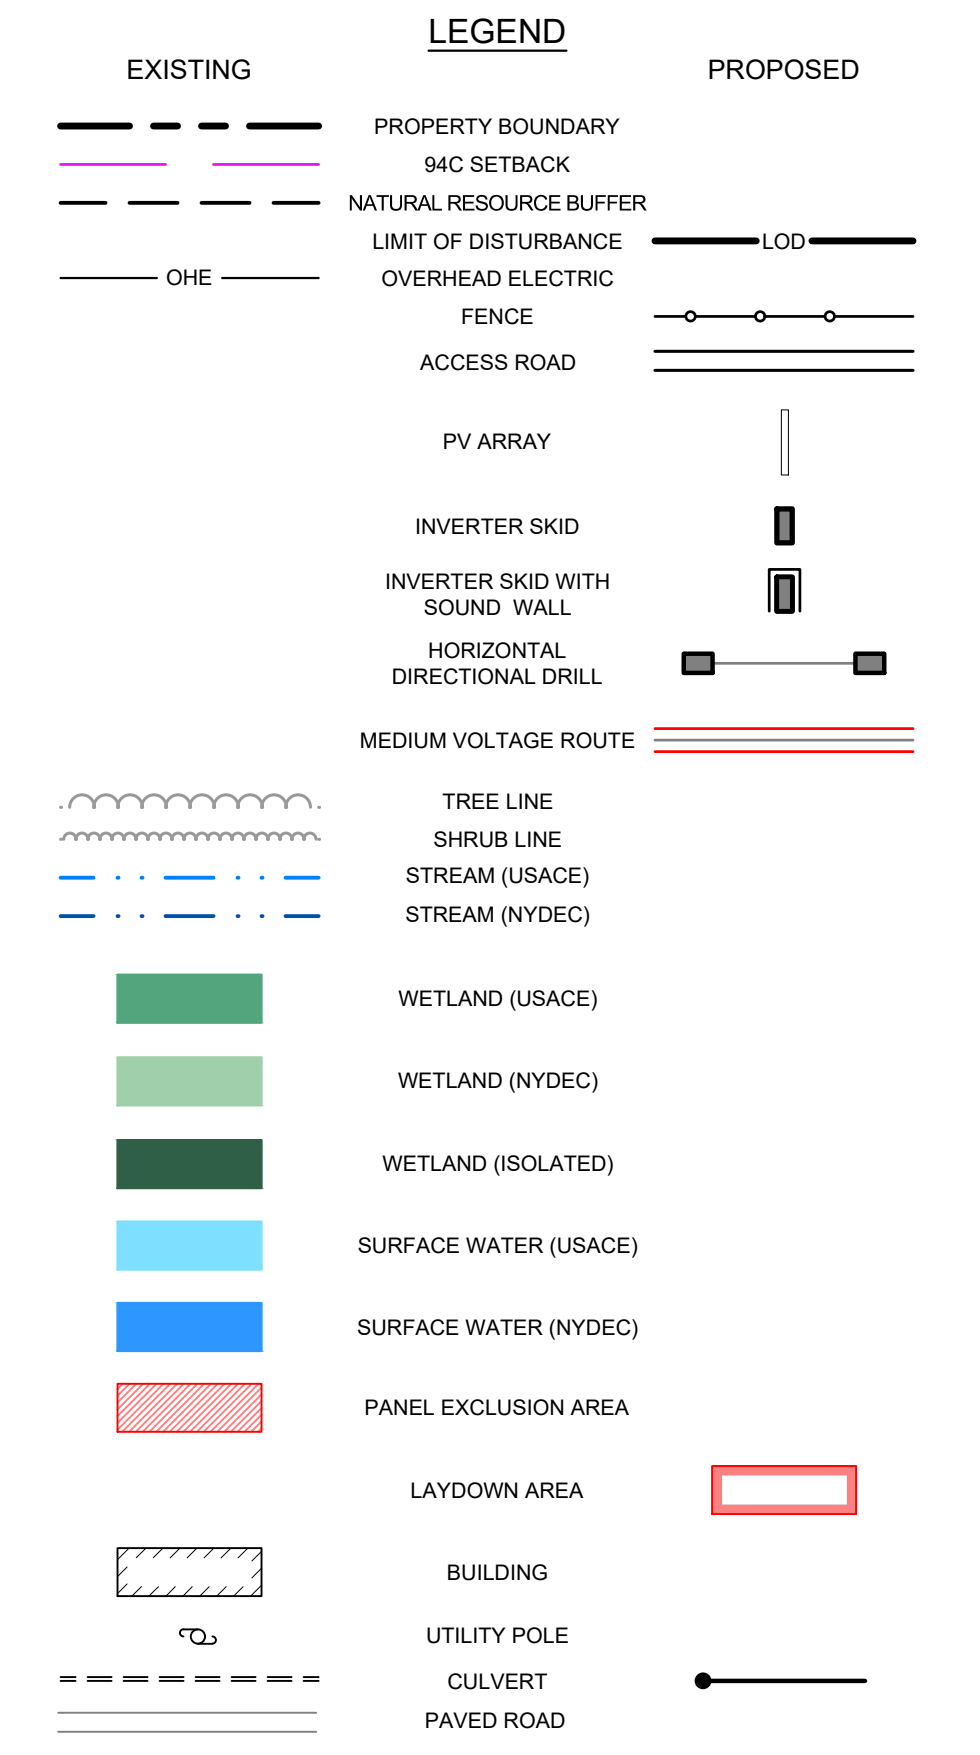 LEGEND
EXISTING
PROPOSED
PROPERTY BOUNDARY
94C SETBACK
NATURAL RESOURCE BUFFER
LIMIT OF DISTURBANCE
LOD
OHE
OVERHEAD ELECTRIC
FENCE
ACCESS ROAD
PV ARRAY
INVERTER SKID
INVERTER SKID WITH
SOUND WALL
HORIZONTAL
DIRECTIONAL DRILL
MEDIUM VOLTAGE ROUTE
TREE LINE
SHRUB LINE
STREAM (USACE)
STREAM (NYDEC)
WETLAND (USACE)
WETLAND (NYDEC)
WETLAND (ISOLATED)
SURFACE WATER (USACE)
SURFACE WATER (NYDEC)
PANEL EXCLUSION AREA
LAYDOWN AREA
BUILDING
UTILITY POLE
CULVERT
PAVED ROAD